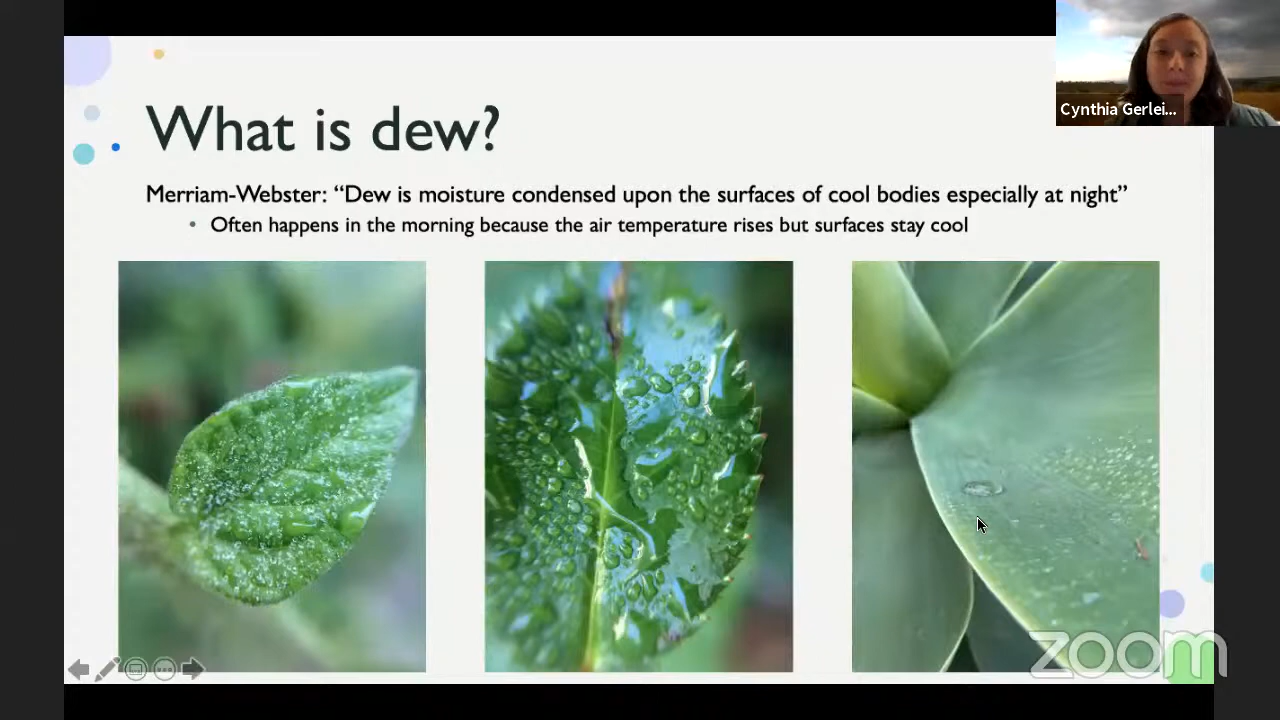 What is dew?
Merriam-Webster: “Dew is moisture condensed upon the surfaces of cool bodies especially at night”
• Often happens in the morning because the air temperature rises but surfaces stay cool
Cynthia Gerlei...
zoom